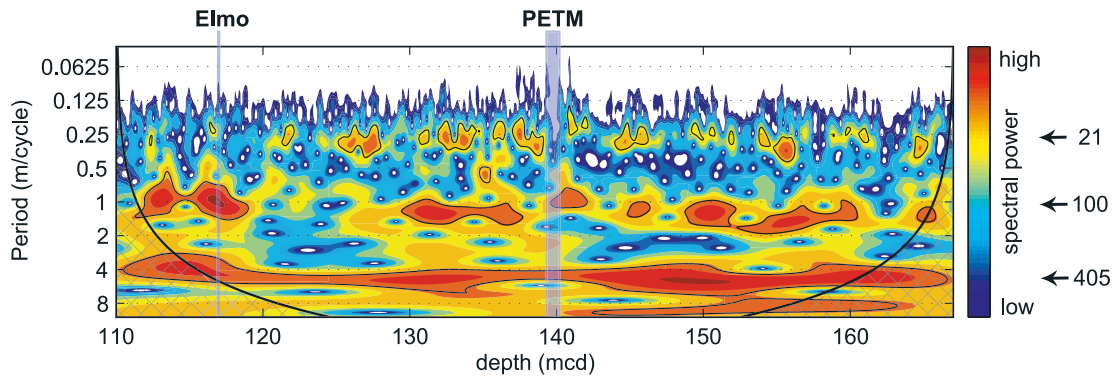 Elmo PETM
0.0625
0.125
0.25
0.5
1
2
4
8
Period (m/cycle)
110 120 130 140 150 160
depth (mcd)
high
low
spectral power
21
100
405